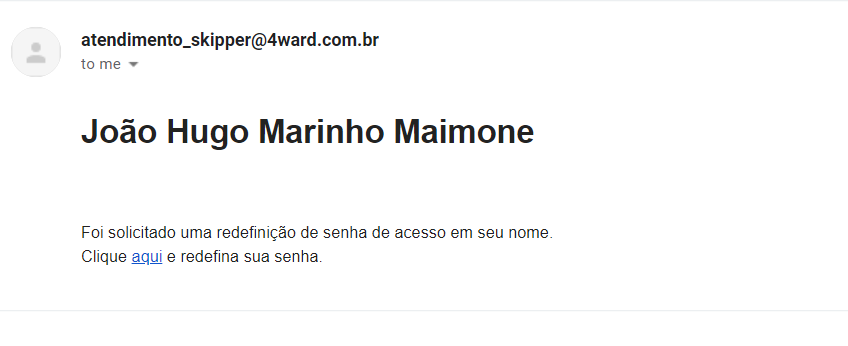 atendimento_skipper@4ward.com.br
to me
João Hugo Marinho Maimone
Foi solicitado uma redefinição de senha de acesso em seu nome.
Clique aqui e redefina sua senha.